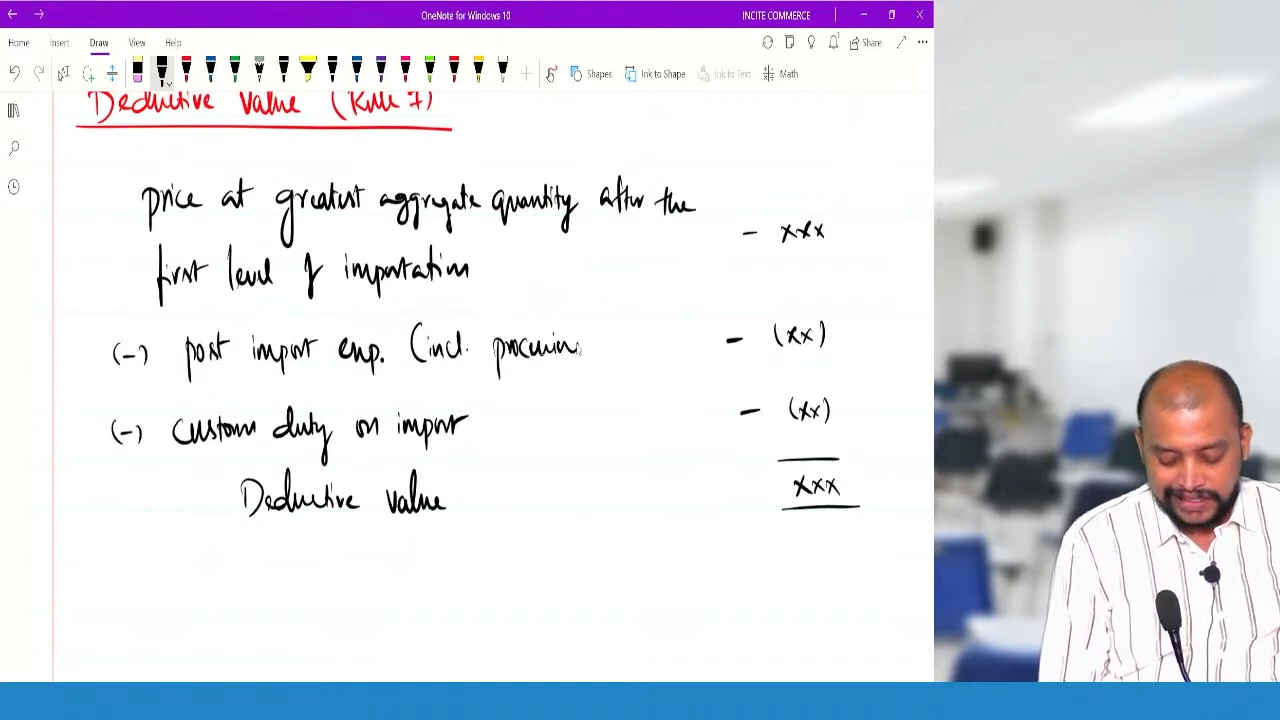 OneNote for Windows 10
INCITE COMMERCE
Home Insert Draw View Help
Share
Shapes Ink to Shape Ink to Text Math
Deductive Value (Rule 7)
price at greatest aggregate quantity after the
first level of importation
- xxx
(-) post import exp. (incl.
- (xx)
(-) Custom duty on import - (xx)
Deductive value xxx